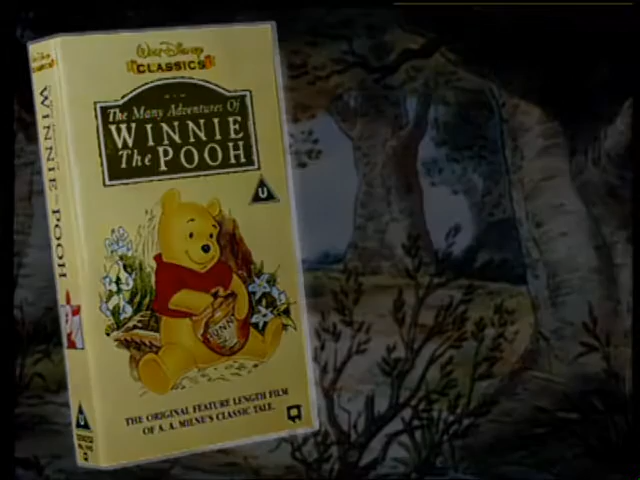 Walt Disney
CLASSICS
The Many Adventures Of
WINNIE
The POOH
U
THE ORIGINAL FEATURE LENGTH FILM
OF A. A. MILNE'S CLASSIC TALE.
WINNIE THE POOH
U